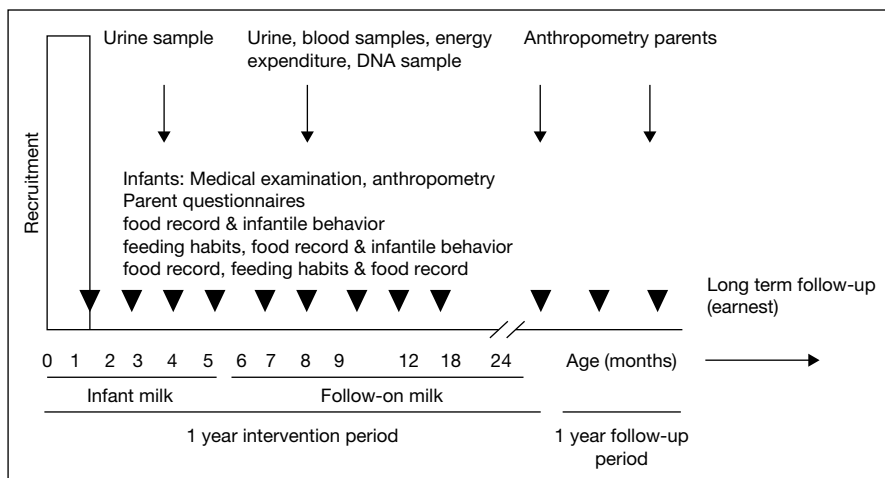 Urine sample
Urine, blood samples, energy
expenditure, DNA sample
Anthropometry parents
Recruitment
Infants: Medical examination, anthropometry
Parent questionnaires
food record & infantile behavior
feeding habits, food record & infantile behavior
food record, feeding habits & food record
Long term follow-up
(earnest)
0 1 2 3 4 5 6 7 8 9 12 18 24 Age (months)
Infant milk
Follow-on milk
1 year intervention period
1 year follow-up
period